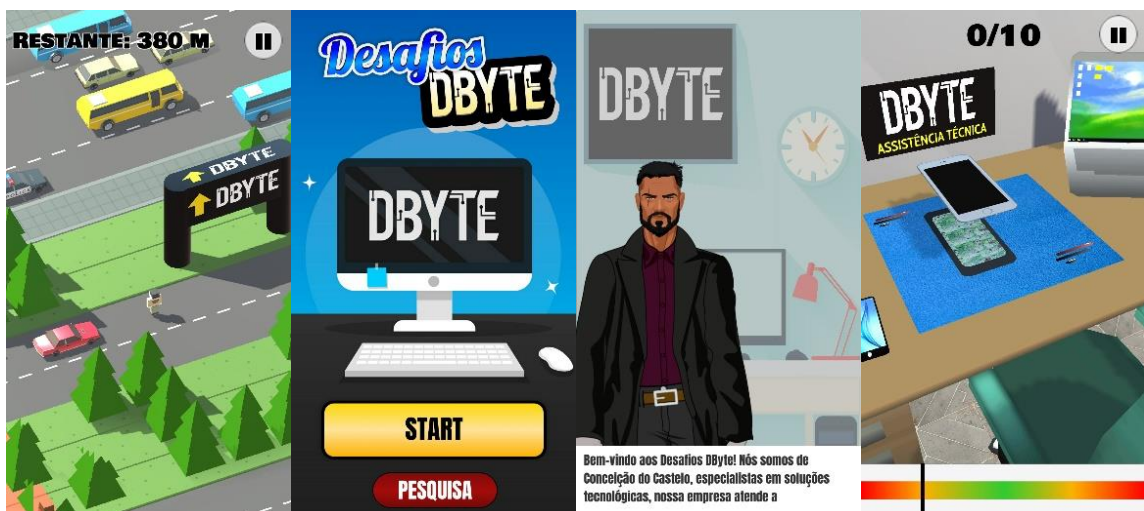 RESTANTE: 380 M
DBYTE
DBYTE
Desafios
DBYTE
DBYTE
START
PESQUISA
DBYTE
Bem-vindo aos Desafios DByte! Nós somos de
Conceição do Castelo, especialistas em soluções
tecnológicas, nossa empresa atende a
0/10
DBYTE
ASSISTÊNCIA TÉCNICA